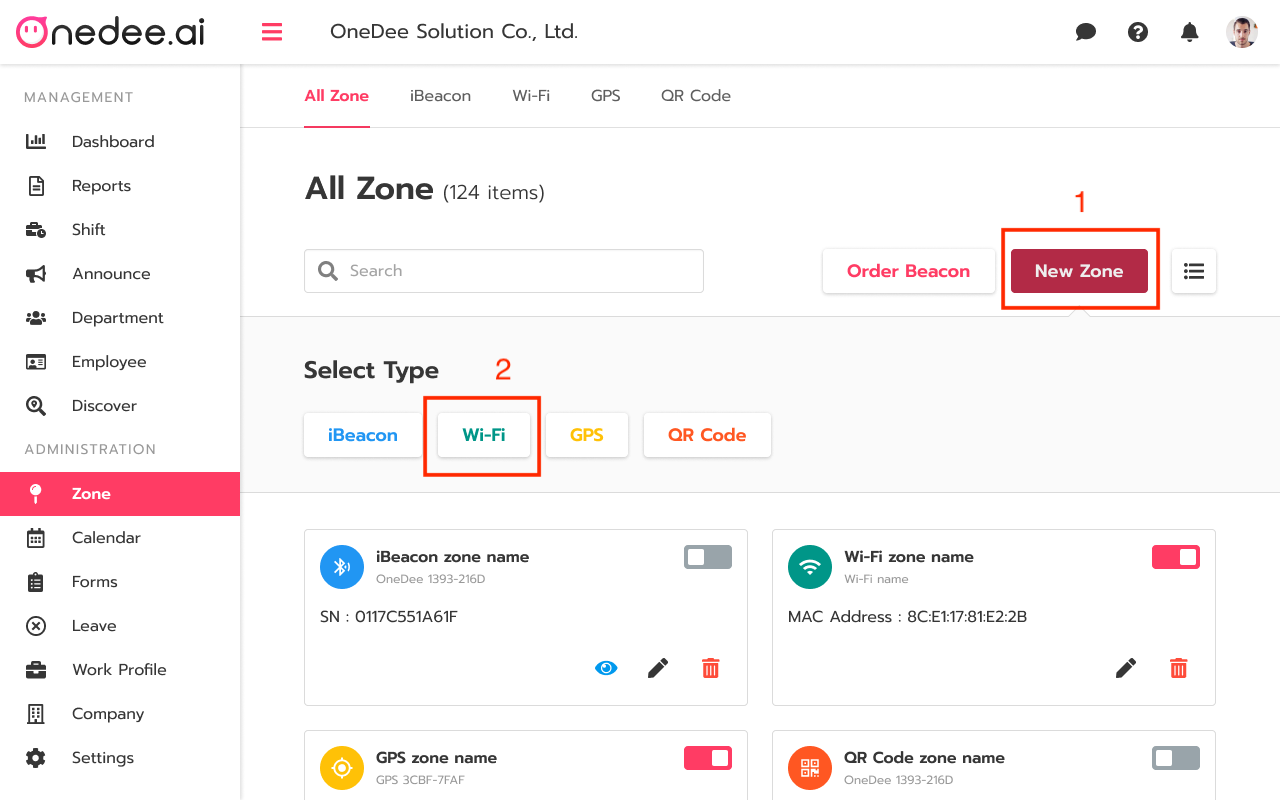 Onedee.ai
OneDee Solution Co., Ltd.
MANAGEMENT
Dashboard
Reports
Shift
Announce
Department
Employee
Discover
ADMINISTRATION
Zone
Calendar
Forms
Leave
Work Profile
Company
Settings
All Zone iBeacon Wi-Fi GPS QR Code
All Zone (124 items)
1
Search Order Beacon New Zone
Select Type 2
iBeacon Wi-Fi GPS QR Code
iBeacon zone name
OneDee 1393-216D
SN : 0117C551A61F
Wi-Fi zone name
Wi-Fi name
MAC Address : 8C:E1:17:81:E2:2B
GPS zone name
GPS 3CBF-7FAF
QR Code zone name
OneDee 1393-216D